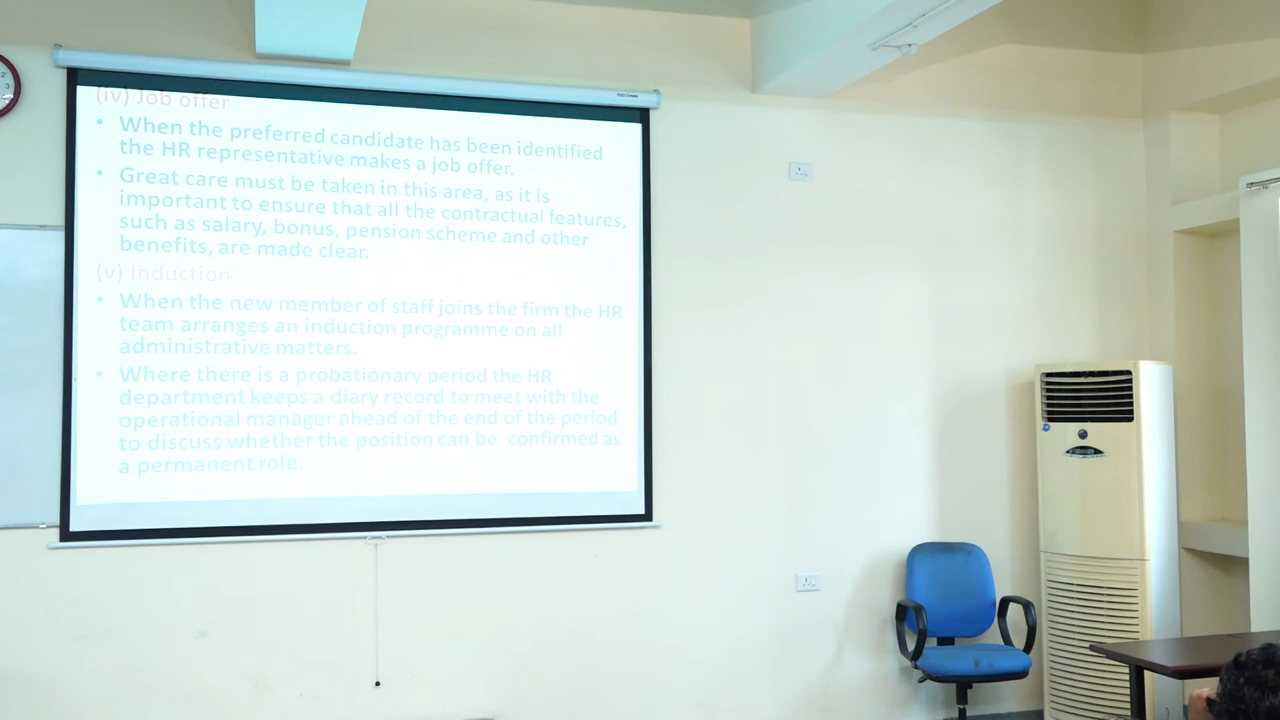 (iv) Job offer
• When the preferred candidate has been identified
the HR representative makes a job offer.
• Great care must be taken in this area, as it is
important to ensure that all the contractual features,
such as salary, bonus, pension scheme and other
benefits, are made clear.
(v) Induction
• When the new member of staff joins the firm the HR
team arranges an induction programme on all
administrative matters.
• Where there is a probationary period the HR
department keeps a diary record to meet with the
operational manager ahead of the end of the period
to discuss whether the position can be confirmed as
a permanent role.
2
3